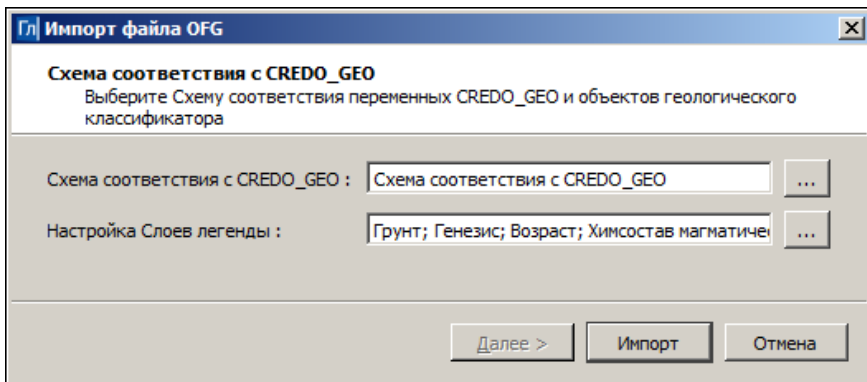 Гл Импорт файла OFG
Схема соответствия с CREDO_GEO
Выберите Схему соответствия переменных CREDO_GEO и объектов геологического
классификатора
Схема соответствия с CREDO_GEO : Схема соответствия с CREDO_GEO ...
Настройка Слоев легенды : Грунт; Генезис; Возраст; Химсостав магматичес ...
Далее > Импорт Отмена